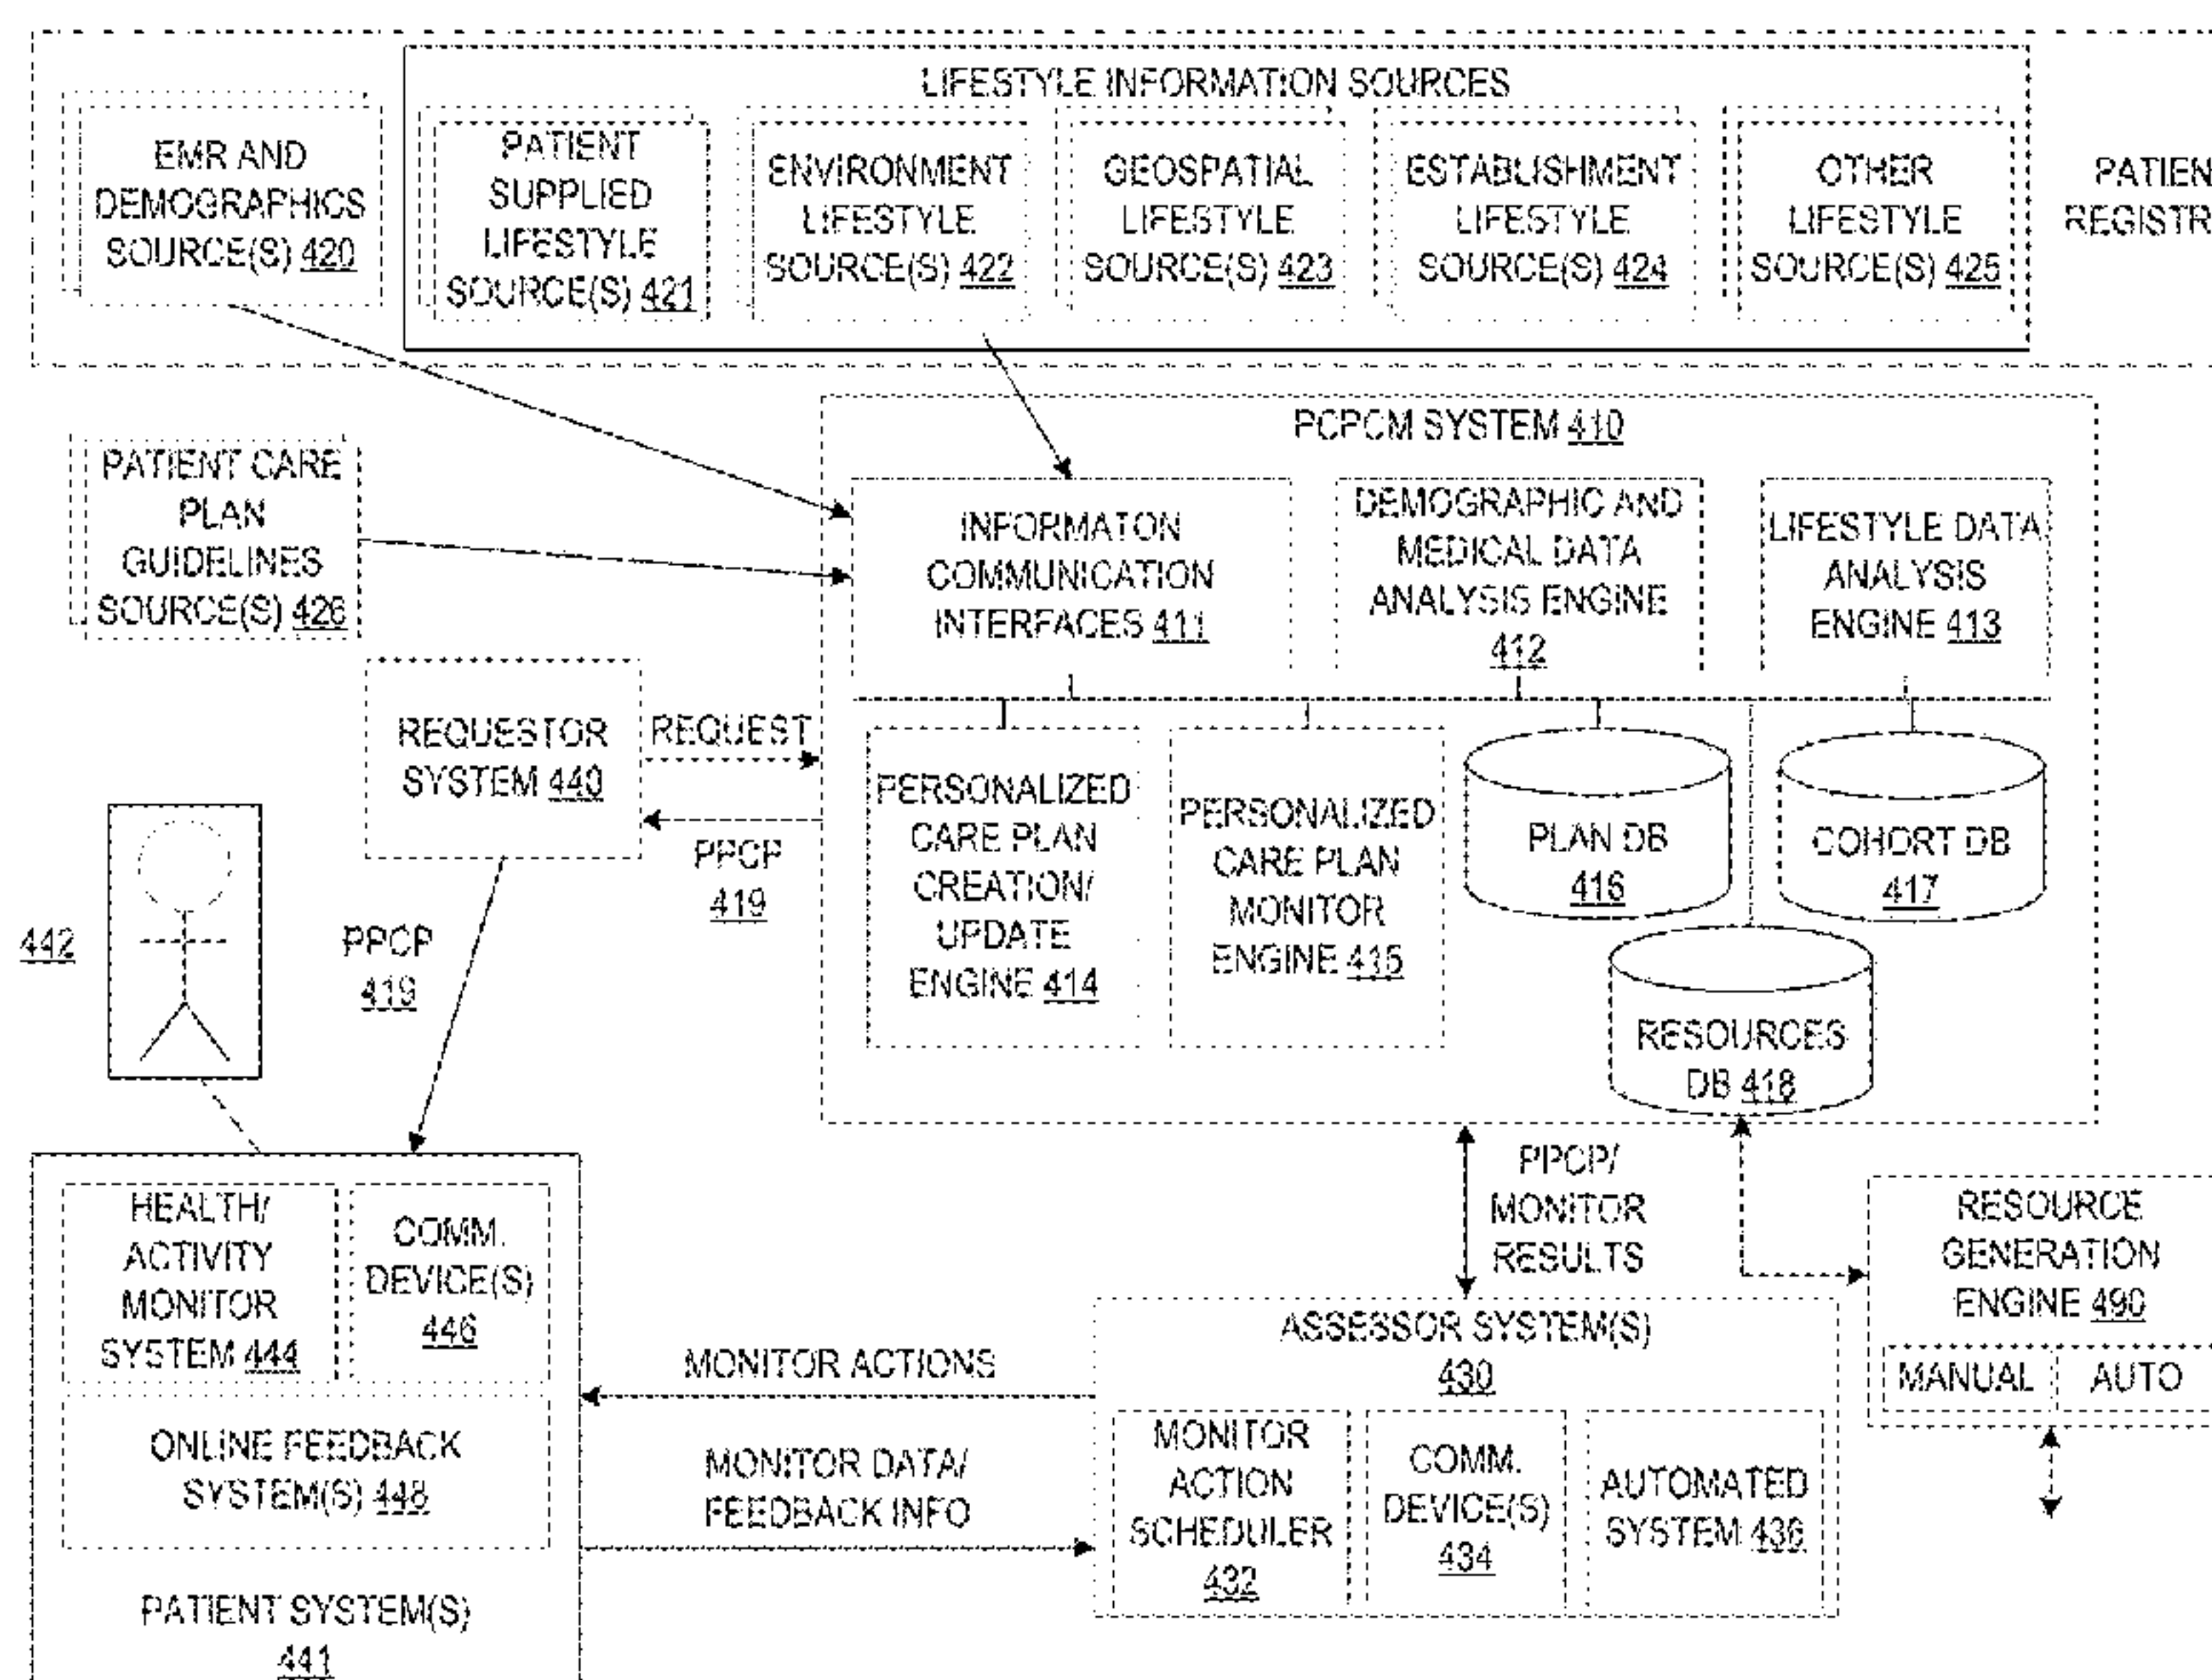 LIFESTYLE INFORMATION SOURCES
EMR AND
DEMOGRAPHICS
SOURCE(S) 420
PATIENT
SUPPLIED
LIFESTYLE
SOURCE(S) 421
ENVIRONMENT
LIFESTYLE
SOURCE(S) 422
GEOSPATIAL
LIFESTYLE
SOURCE(S) 423
ESTABLISHMENT
LIFESTYLE
SOURCE(S) 424
OTHER
LIFESTYLE
SOURCE(S) 425
PATIEN
REGISTR
PATIENT CARE
PLAN
GUIDELINES
SOURCE(S) 426
PCPCM SYSTEM 410
INFORMATON
COMMUNICATION
INTERFACES 411
DEMOGRAPHIC AND
MEDICAL DATA
ANALYSIS ENGINE
412
LIFESTYLE DATA
ANALYSIS
ENGINE 413
REQUESTOR
SYSTEM 440
REQUEST
PPCP
419
PERSONALIZED
CARE PLAN
CREATION/
UPDATE
ENGINE 414
PERSONALIZED
CARE PLAN
MONITOR
ENGINE 415
PLAN DB
416
COHORT DB
417
RESOURCES
DB 418
442
PPCP
419
HEALTH/
ACTIVITY
MONITOR
SYSTEM 444
COMM.
DEVICE(S)
446
ONLINE FEEDBACK
SYSTEM(S) 448
PATIENT SYSTEM(S)
441
MONITOR ACTIONS
MONITOR DATA/
FEEDBACK INFO
PPCP/
MONITOR
RESULTS
ASSESSOR SYSTEM(S)
430
MONITOR
ACTION
SCHEDULER
432
COMM.
DEVICE(S)
434
AUTOMATED
SYSTEM 436
RESOURCE
GENERATION
ENGINE 490
MANUAL
AUTO